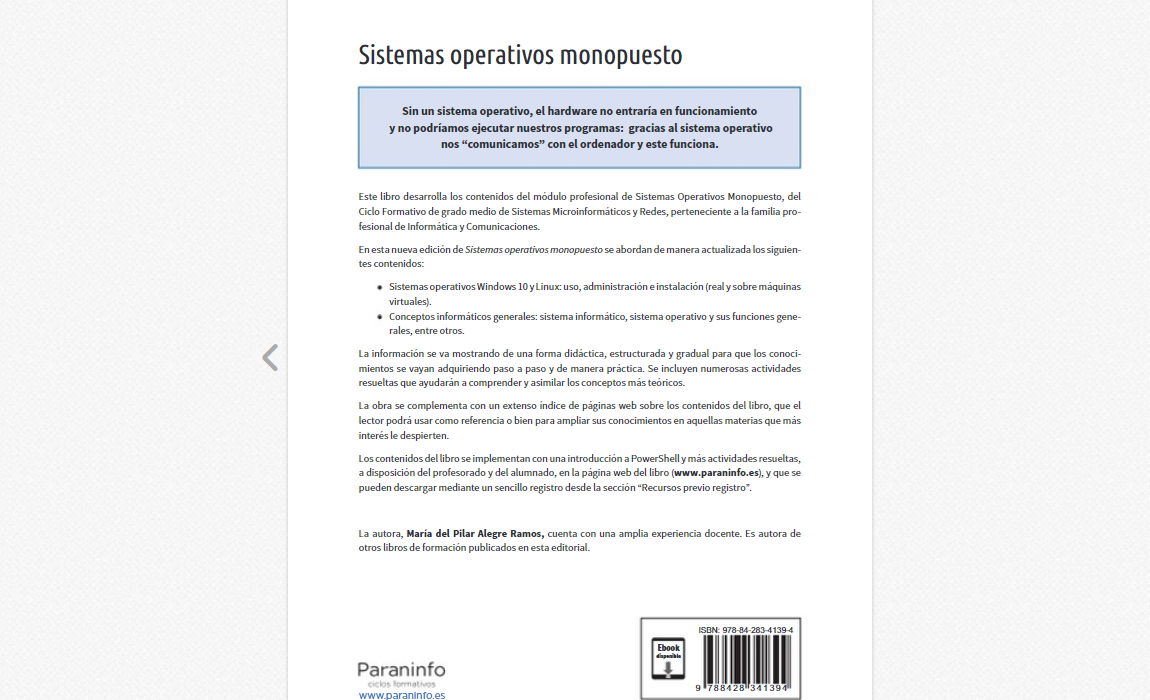 Sistemas operativos monopuesto
Sin un sistema operativo, el hardware no entraría en funcionamiento
y no podríamos ejecutar nuestros programas: gracias al sistema operativo
nos “comunicamos” con el ordenador y este funciona.
Este libro desarrolla los contenidos del módulo profesional de Sistemas Operativos Monopuesto, del
Ciclo Formativo de grado medio de Sistemas Microinformáticos y Redes, perteneciente a la familia pro-
fesional de Informática y Comunicaciones.
En esta nueva edición de Sistemas operativos monopuesto se abordan de manera actualizada los siguien-
tes contenidos:
• Sistemas operativos Windows 10 y Linux: uso, administración e instalación (real y sobre máquinas
virtuales).
• Conceptos informáticos generales: sistema informático, sistema operativo y sus funciones gene-
rales, entre otros.
La información se va mostrando de una forma didáctica, estructurada y gradual para que los conoci-
mientos se vayan adquiriendo paso a paso y de manera práctica. Se incluyen numerosas actividades
resueltas que ayudarán a comprender y asimilar los conceptos más teóricos.
La obra se complementa con un extenso índice de páginas web sobre los contenidos del libro, que el
lector podrá usar como referencia o bien para ampliar sus conocimientos en aquellas materias que más
interés le despierten.
Los contenidos del libro se implementan con una introducción a PowerShell y más actividades resueltas,
a disposición del profesorado y del alumnado, en la página web del libro (www.paraninfo.es), y que se
pueden descargar mediante un sencillo registro desde la sección “Recursos previo registro”.
La autora, María del Pilar Alegre Ramos, cuenta con una amplia experiencia docente. Es autora de
otros libros de formación publicados en esta editorial.
Paraninfo
ciclos formativos
www.paraninfo.es
Ebook
disponible
ISBN: 978-84-283-4139-4
9 788428 341394